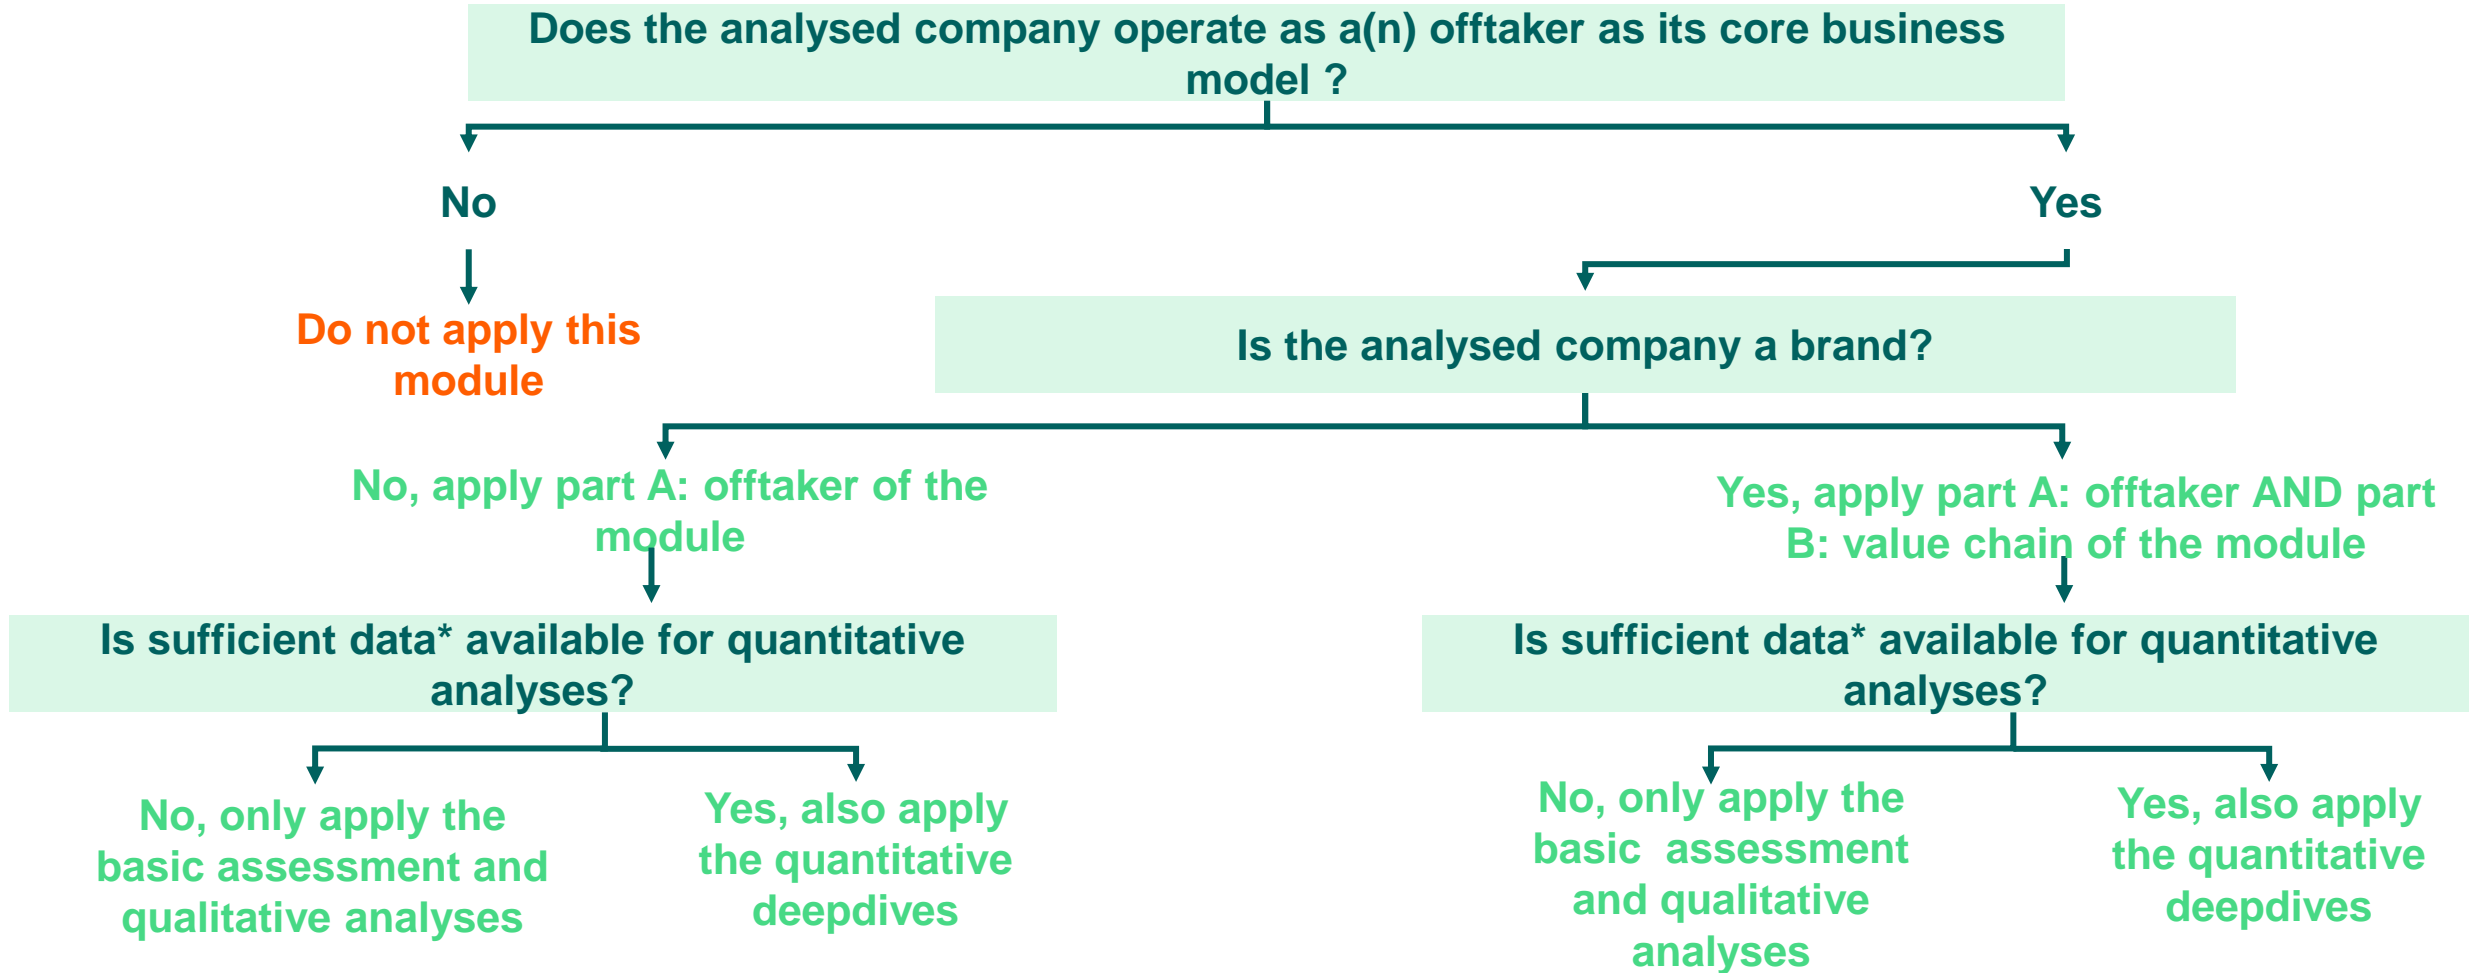 Does the analysed company operate as a(n) offtaker as its core business
model ?
No
Yes
Do not apply this
module
Is the analysed company a brand?
No, apply part A: offtaker of the
module
Yes, apply part A: offtaker AND part
B: value chain of the module
Is sufficient data* available for quantitative
analyses?
Is sufficient data* available for quantitative
analyses?
No, only apply the
basic assessment and
qualitative analyses
Yes, also apply
the quantitative
deepdives
No, only apply the
basic  assessment
and qualitative
analyses
Yes, also apply
the quantitative
deepdives